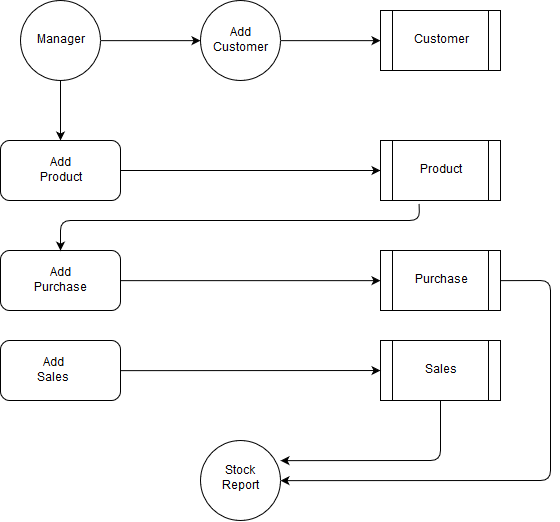 Manager
Add
Customer
Customer
Add
Product
Product
Add
Purchase
Purchase
Add
Sales
Sales
Stock
Report